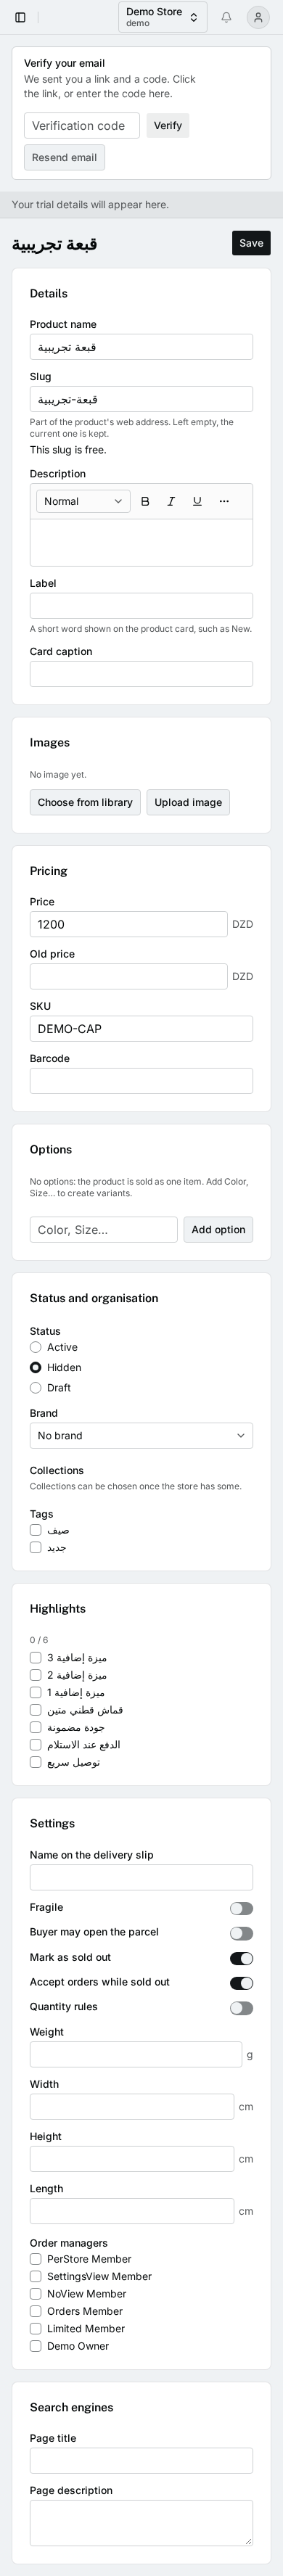 Demo Store
demo
Verify your email
We sent you a link and a code. Click
the link, or enter the code here.
Verification code
Verify
Resend email
Your trial details will appear here.
قبعة تجريبية
Save
Details
Product name
قبعة تجريبية
Slug
قبعة-تجريبية
Part of the product's web address. Left empty, the
current one is kept.
This slug is free.
Description
Normal
B I U ...
Label
A short word shown on the product card, such as New.
Card caption
Images
No image yet.
Choose from library
Upload image
Pricing
Price
1200 DZD
Old price
DZD
SKU
DEMO-CAP
Barcode
Options
No options: the product is sold as one item. Add Color,
Size... to create variants.
Color, Size...
Add option
Status and organisation
Status
Active
Hidden
Draft
Brand
No brand
Collections
Collections can be chosen once the store has some.
Tags
صيف
جديد
Highlights
0 / 6
ميزة إضافية 3
ميزة إضافية 2
ميزة إضافية 1
قماش قطني متين
جودة مضمونة
الدفع عند الاستلام
توصيل سريع
Settings
Name on the delivery slip
Fragile
Buyer may open the parcel
Mark as sold out
Accept orders while sold out
Quantity rules
Weight
g
Width
cm
Height
cm
Length
cm
Order managers
PerStore Member
SettingsView Member
NoView Member
Orders Member
Limited Member
Demo Owner
Search engines
Page title
Page description